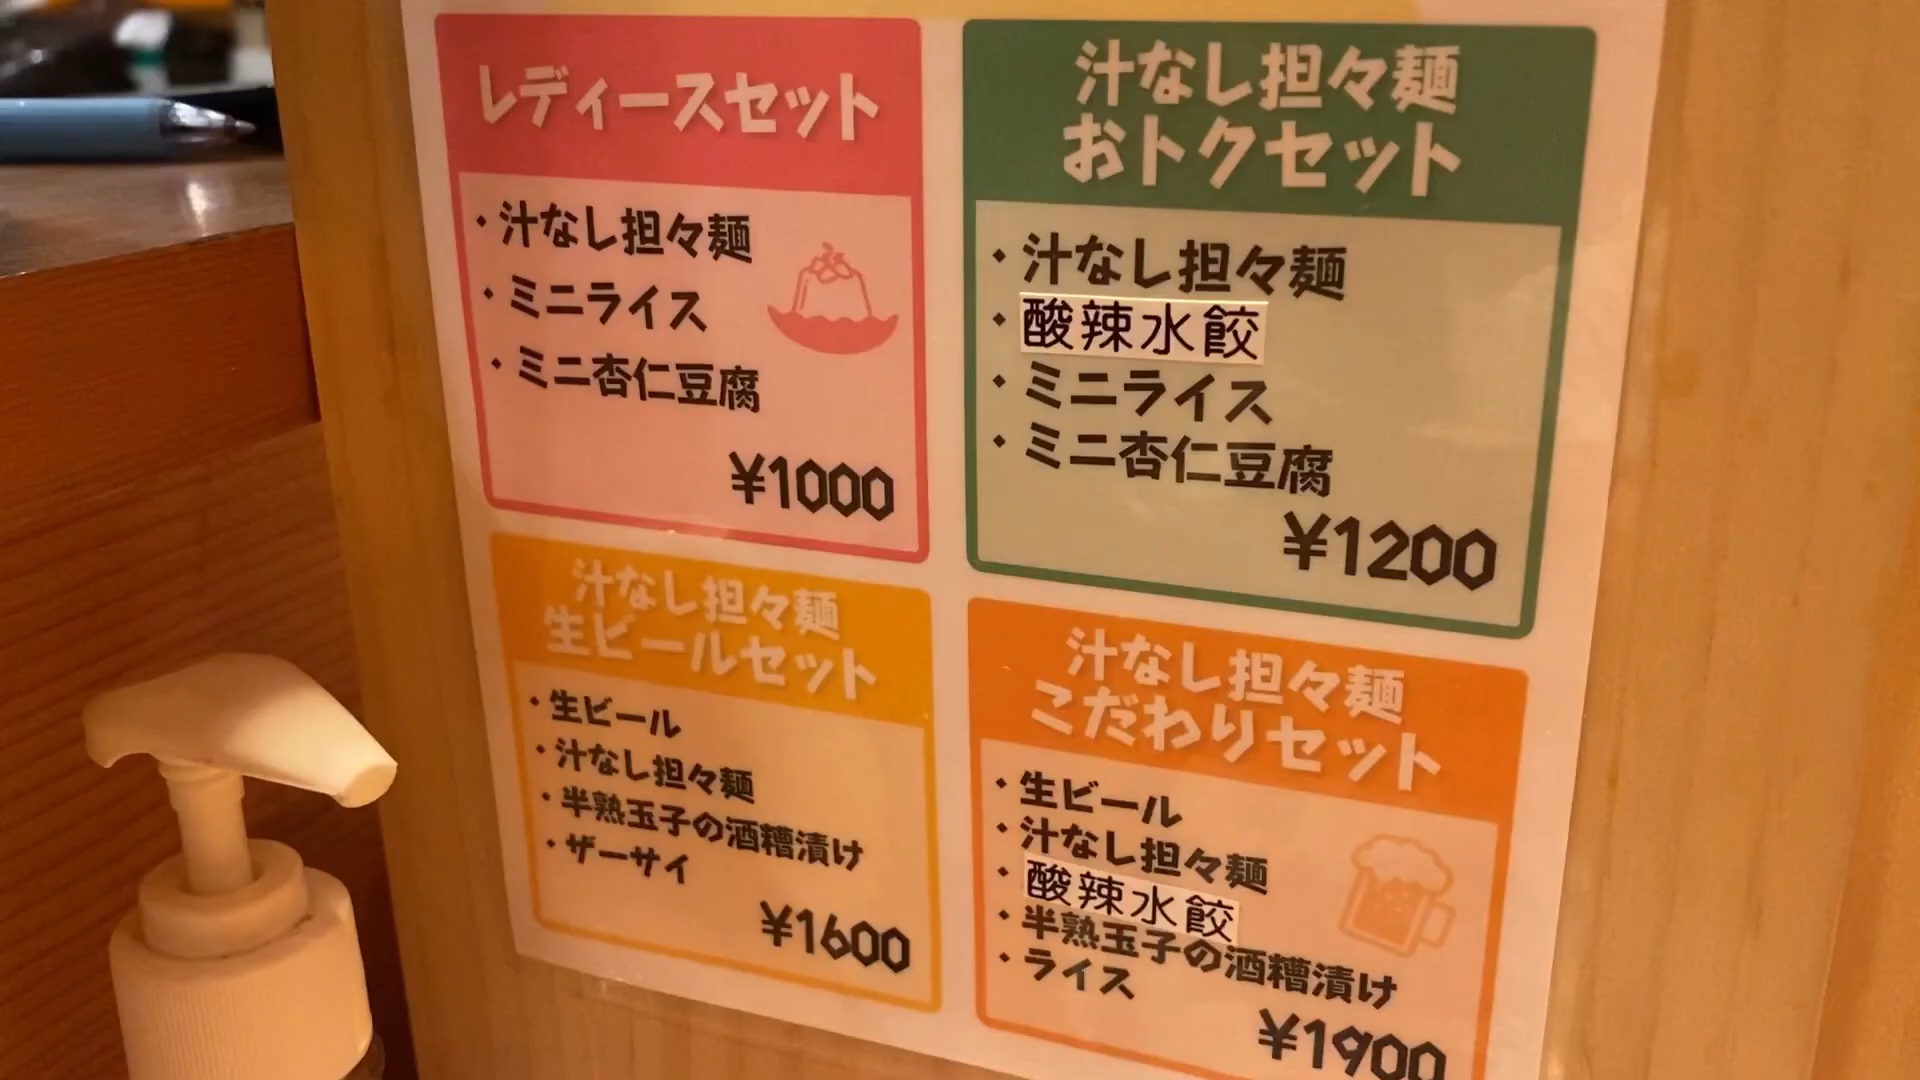 レディースセット
・汁なし担々麺
・ミニライス
・ミニ杏仁豆腐
¥1000
汁なし担々麺
おトクセット
・汁なし担々麺
・酸辣水餃
・ミニライス
・ミニ杏仁豆腐
¥1200
汁なし担々麺
生ビールセット
・生ビール
・汁なし担々麺
・半熟玉子の酒糟漬け
・ザーサイ
¥1600
汁なし担々麺
こだわりセット
・生ビール
・汁なし担々麺
・酸辣水餃
・半熟玉子の酒糟漬け
・ライス
¥1900